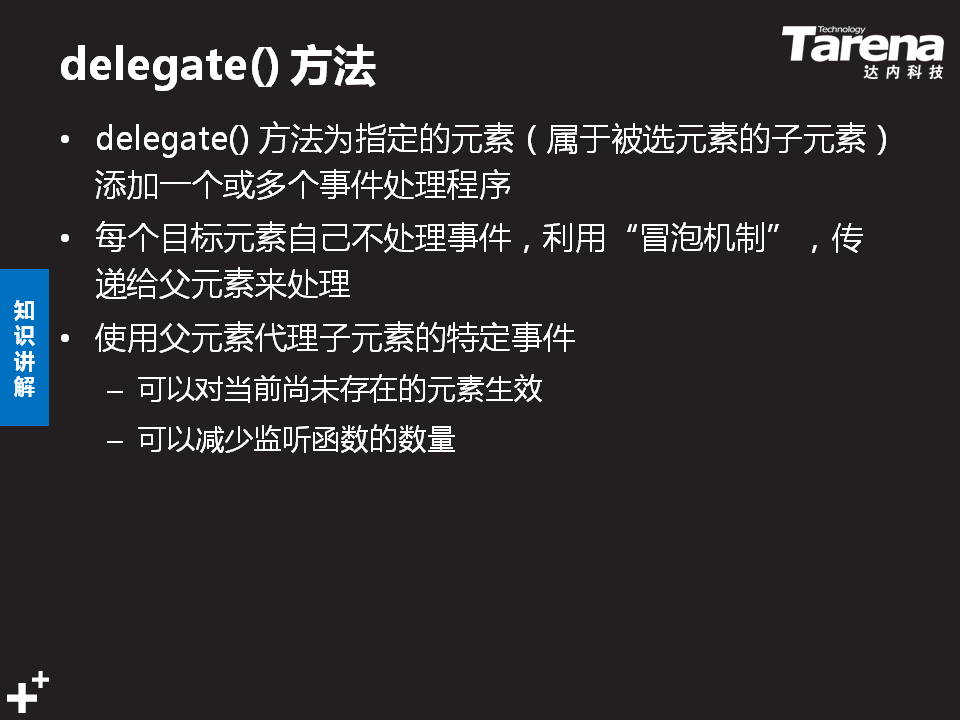 Technology
Tarena
达内科技
delegate() 方法
• delegate() 方法为指定的元素（属于被选元素的子元素）
添加一个或多个事件处理程序
• 每个目标元素自己不处理事件，利用“冒泡机制”，传
递给父元素来处理
• 使用父元素代理子元素的特定事件
– 可以对当前尚未存在的元素生效
– 可以减少监听函数的数量
知
识
讲
解